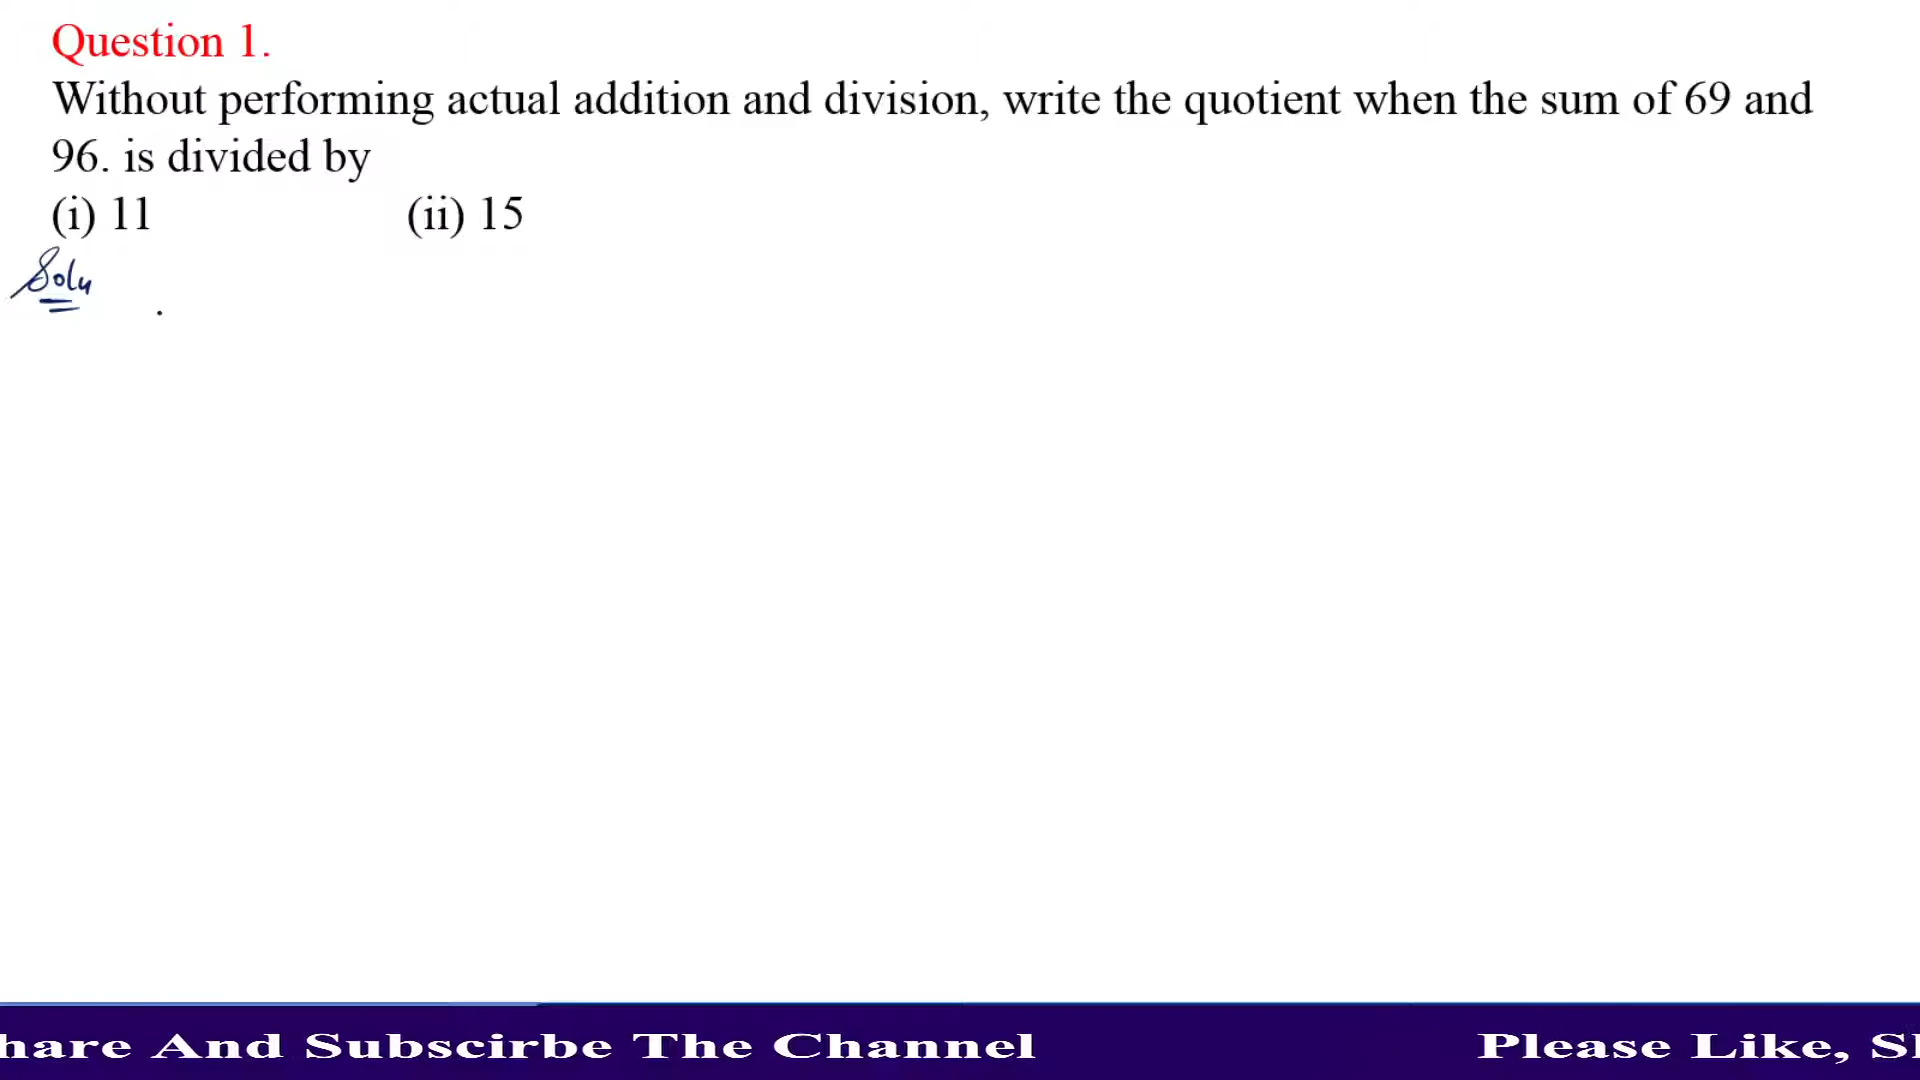 Question 1.
Without performing actual addition and division, write the quotient when the sum of 69 and
96. is divided by
(i) 11 (ii) 15
Soln
.
hare And Subscirbe The Channel Please Like, S